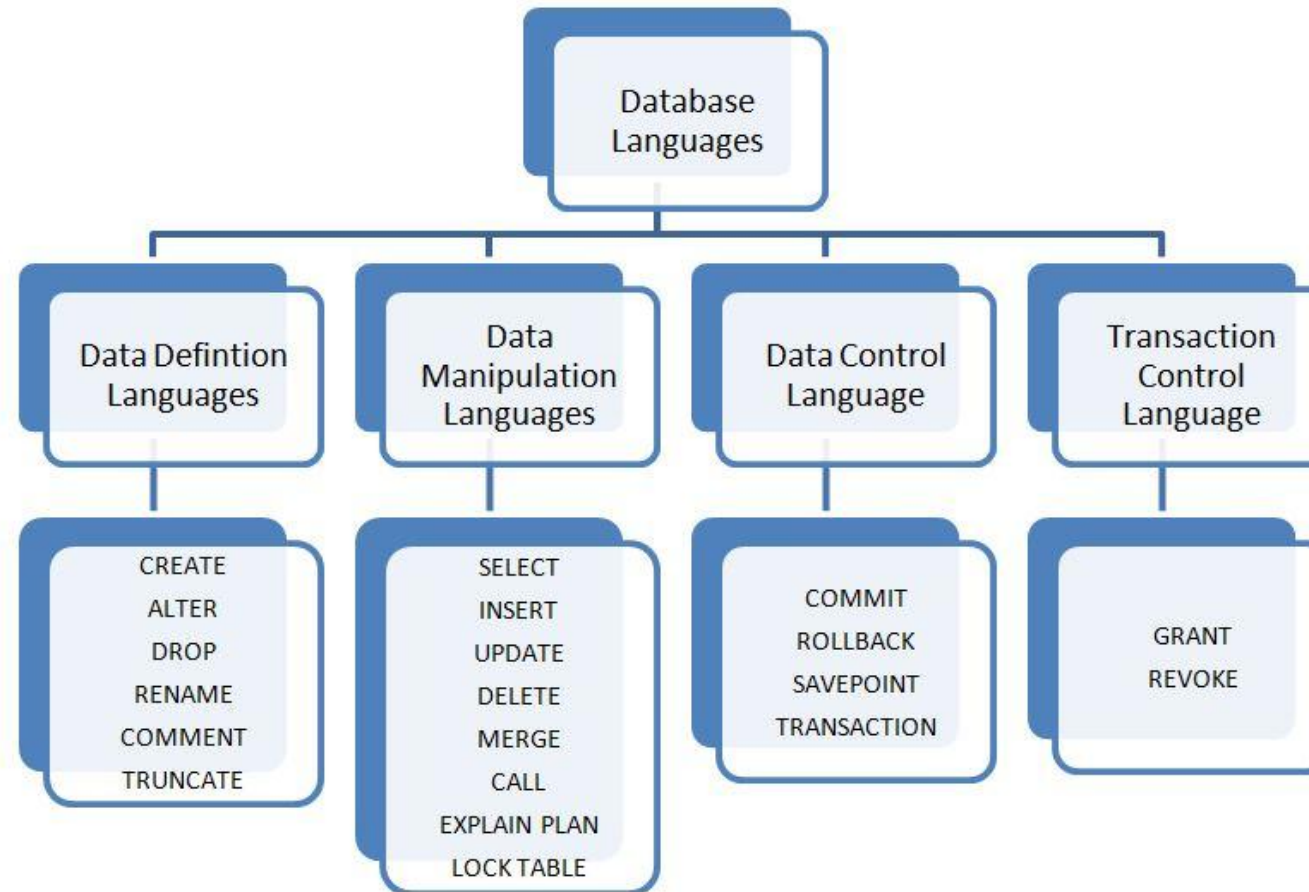 Database
Languages
Data Defintion
Languages
Data
Manipulation
Languages
Data Control
Language
Transaction
Control
Language
CREATE
ALTER
DROP
RENAME
COMMENT
TRUNCATE
SELECT
INSERT
UPDATE
DELETE
MERGE
CALL
EXPLAIN PLAN
LOCK TABLE
COMMIT
ROLLBACK
SAVEPOINT
TRANSACTION
GRANT
REVOKE